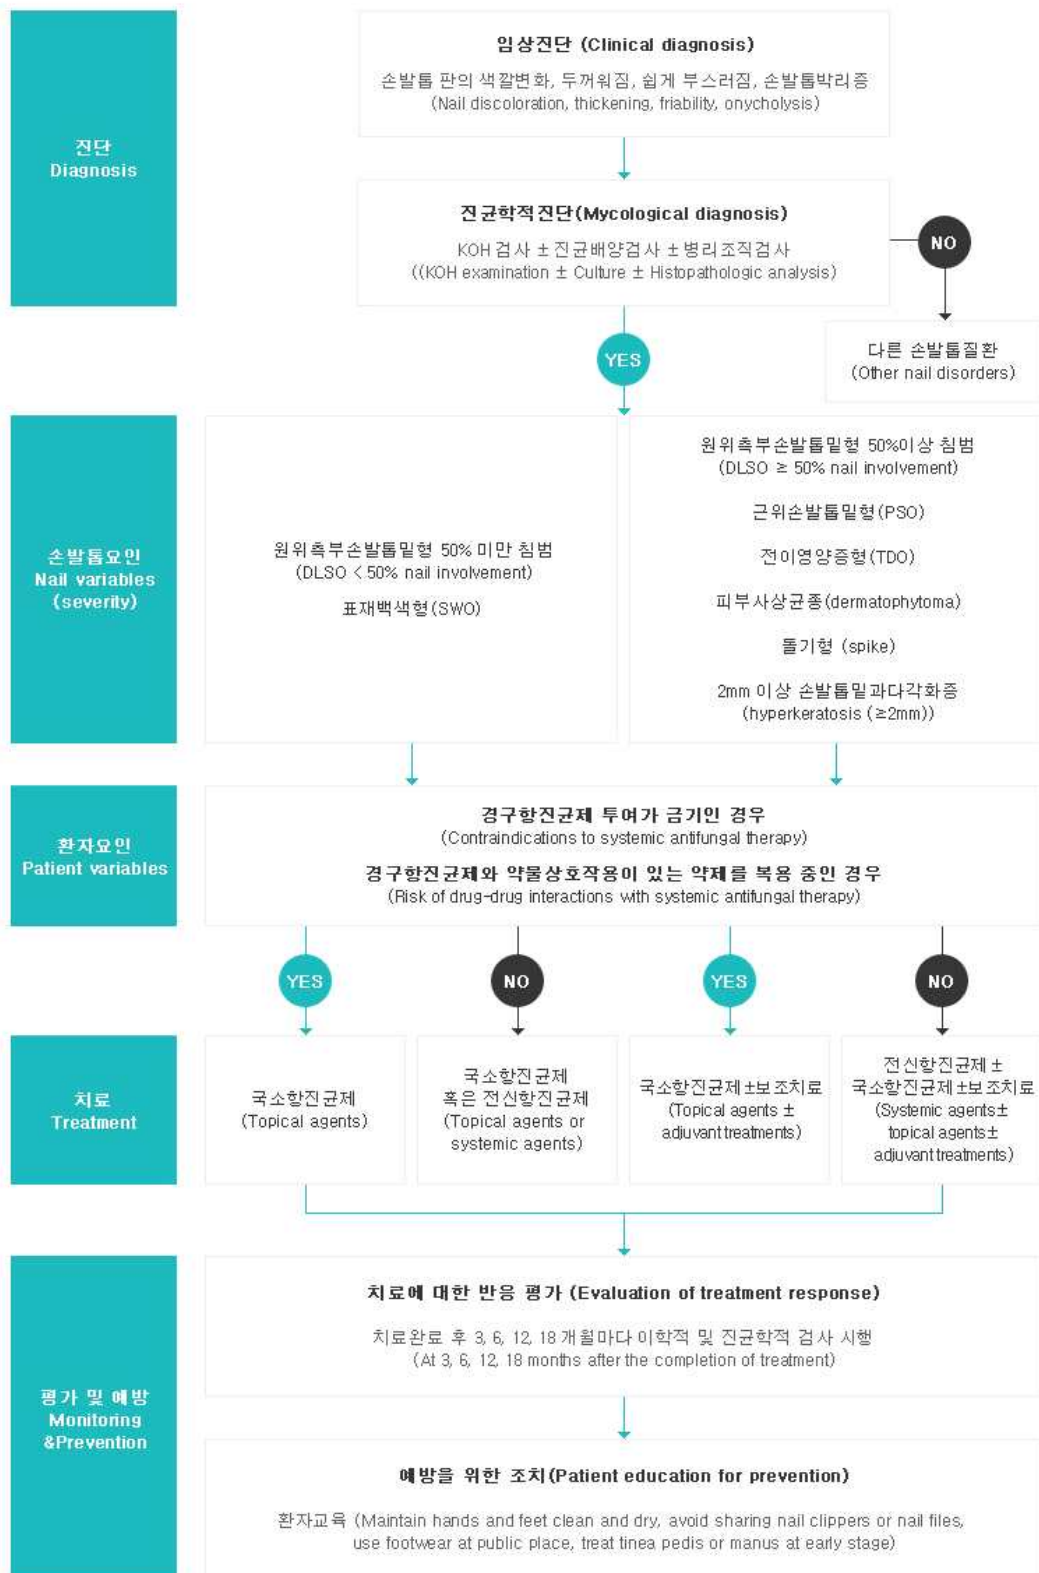 진단
Diagnosis
임상진단 (Clinical diagnosis)
손발톱 판의 색깔변화, 두꺼워짐, 쉽게 부스러짐, 손발톱박리증
(Nail discoloration, thickening, friability, onycholysis)
진균학적진단(Mycological diagnosis)
KOH 검사 ± 진균배양검사 ± 병리조직검사
((KOH examination ± Culture ± Histopathologic analysis)
NO
다른 손발톱질환
(Other nail disorders)
YES
손발톱요인
Nail variables
(severity)
원위측부손발톱밑형 50% 미만 침범
(DLSO < 50% nail involvement)
표재백색형(SWO)
원위측부손발톱밑형 50%이상 침범
(DLSO ≥ 50% nail involvement)
근위손발톱밑형(PSO)
전이영양증형(TDO)
피부사상균종(dermatophytoma)
돌기형 (spike)
2mm 이상 손발톱밑과다각화증
(hyperkeratosis (≥2mm))
환자요인
Patient variables
경구항진균제 투여가 금기인 경우
(Contraindications to systemic antifungal therapy)
경구항진균제와 약물상호작용이 있는 약제를 복용 중인 경우
(Risk of drug-drug interactions with systemic antifungal therapy)
YES
NO
YES
NO
치료
Treatment
국소항진균제
(Topical agents)
국소항진균제
혹은 전신항진균제
(Topical agents or
systemic agents)
국소항진균제±보조치료
(Topical agents ±
adjuvant treatments)
전신항진균제 ±
국소항진균제±보조치료
(Systemic agents±
topical agents±
adjuvant treatments)
평가 및 예방
Monitoring
&Prevention
치료에 대한 반응 평가 (Evaluation of treatment response)
치료완료 후 3, 6, 12, 18 개월마다 이학적 및 진균학적 검사 시행
(At 3, 6, 12, 18 months after the completion of treatment)
예방을 위한 조치(Patient education for prevention)
환자교육 (Maintain hands and feet clean and dry, avoid sharing nail clippers or nail files,
use footwear at public place, treat tinea pedis or manus at early stage)